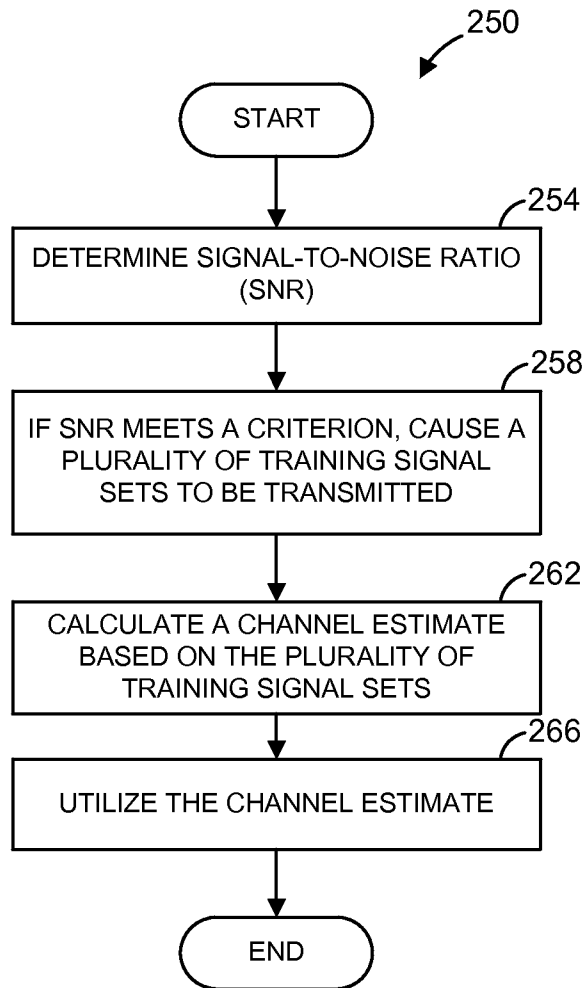 250
START
254
DETERMINE SIGNAL-TO-NOISE RATIO
(SNR)
258
IF SNR MEETS A CRITERION, CAUSE A
PLURALITY OF TRAINING SIGNAL
SETS TO BE TRANSMITTED
262
CALCULATE A CHANNEL ESTIMATE
BASED ON THE PLURALITY OF
TRAINING SIGNAL SETS
266
UTILIZE THE CHANNEL ESTIMATE
END